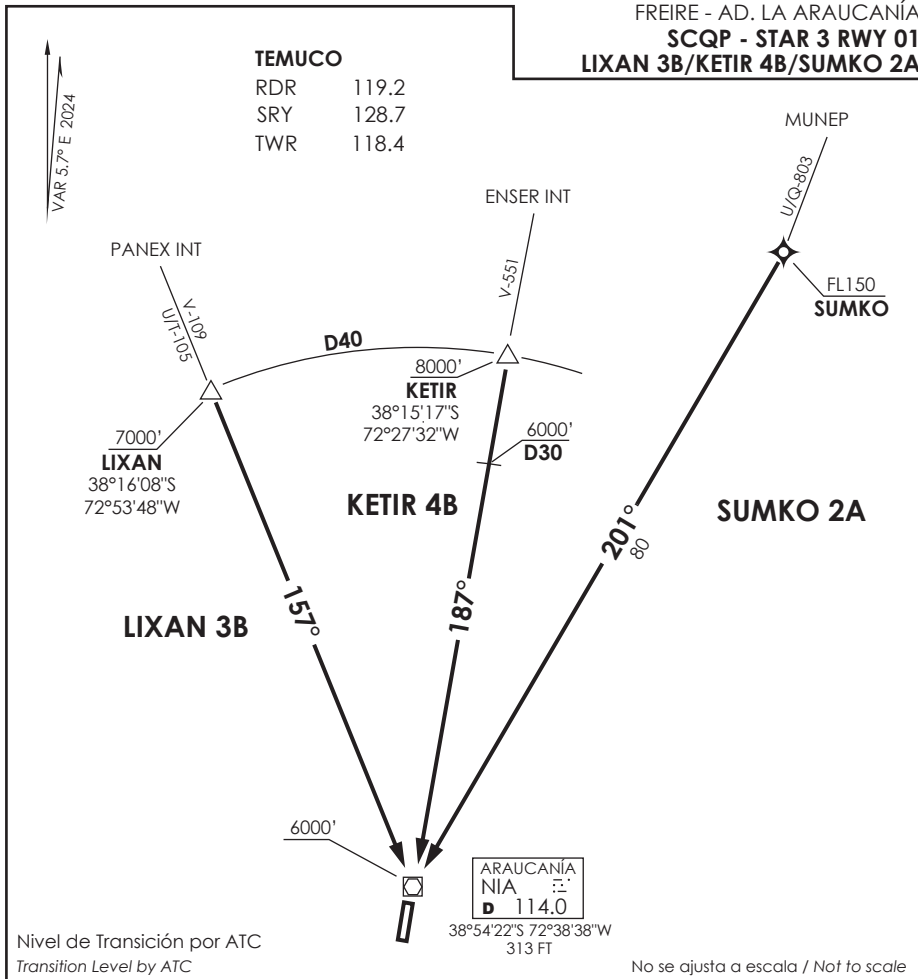 FREIRE - AD. LA ARAUCANÍA
SCQP - STAR 3 RWY 01
LIXAN 3B/KETIR 4B/SUMKO 2A
VAR 5.7° E 2024
TEMUCO
RDR 119.2
SRY 128.7
TWR 118.4
MUNEP
U/Q-803
ENSER INT
V-551
PANEX INT
V-109
U/T-105
FL150
SUMKO
D40
8000'
KETIR
38°15'17"S
72°27'32"W
7000'
LIXAN
38°16'08"S
72°53'48"W
6000'
D30
KETIR 4B
SUMKO 2A
201°
80
LIXAN 3B
157°
187°
6000'
ARAUCANÍA
NIA
D 114.0
38°54'22"S 72°38'38"W
313 FT
Nivel de Transición por ATC
Transition Level by ATC
No se ajusta a escala / Not to scale